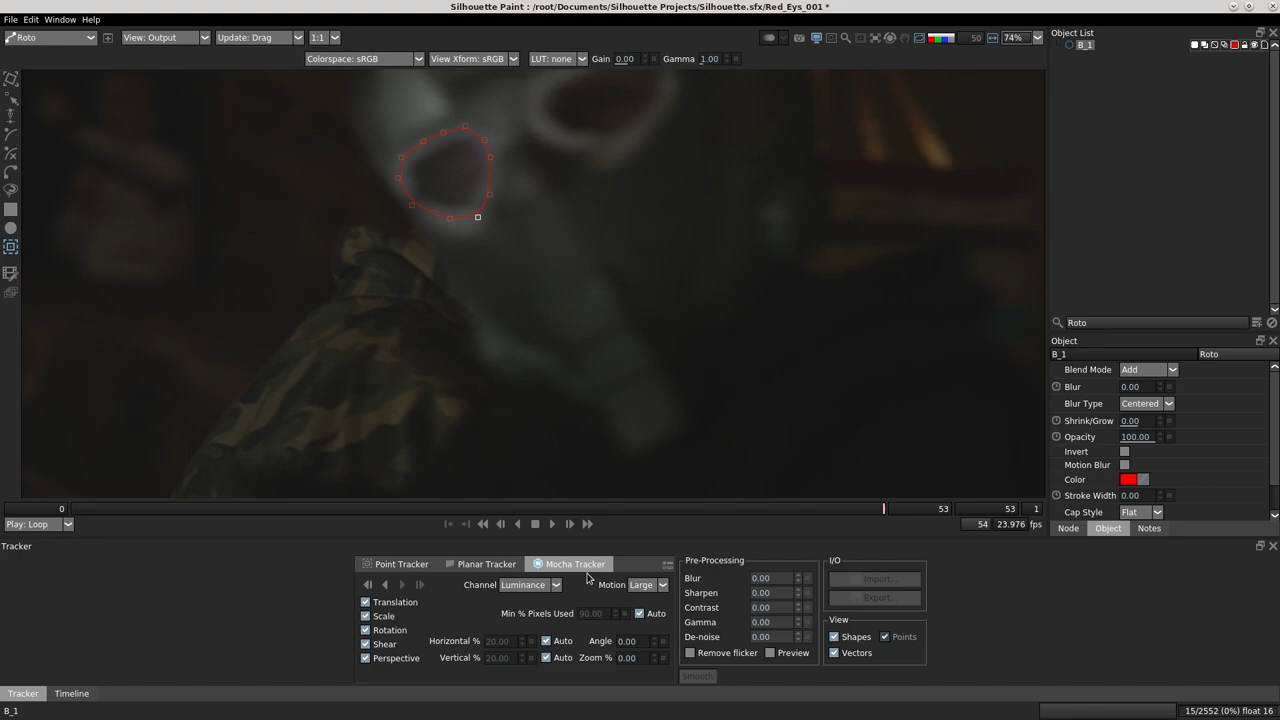 Silhouette Paint : /root/Documents/Silhouette Projects/Silhouette.sfx/Red_Eys_001 *
File Edit Window Help
Roto View: Output Update: Drag 1:1 50 74%
Colorspace: sRGB View Xform: sRGB LUT: none Gain 0.00 Gamma 1.00
Object List
B_1
Roto
Object
B_1 Roto
Blend Mode Add
Blur 0.00
Blur Type Centered
Shrink/Grow 0.00
Opacity 100.00
Invert
Motion Blur
Color
Stroke Width 0.00
Cap Style Flat
Node Object Notes
0 53 53 1
Play: Loop 54 23.976 fps
Tracker
Point Tracker Planar Tracker Mocha Tracker
Channel Luminance Motion Large
Translation
Scale
Rotation
Shear
Perspective
Min % Pixels Used 90.00 Auto
Horizontal % 20.00 Auto Angle 0.00
Vertical % 20.00 Auto Zoom % 0.00
Pre-Processing
Blur 0.00
Sharpen 0.00
Contrast 0.00
Gamma 0.00
De-noise 0.00
Remove flicker Preview
Smooth
I/O
Import...
Export...
View
Shapes Points
Vectors
Tracker Timeline
B_1 15/2552 (0%) float 16